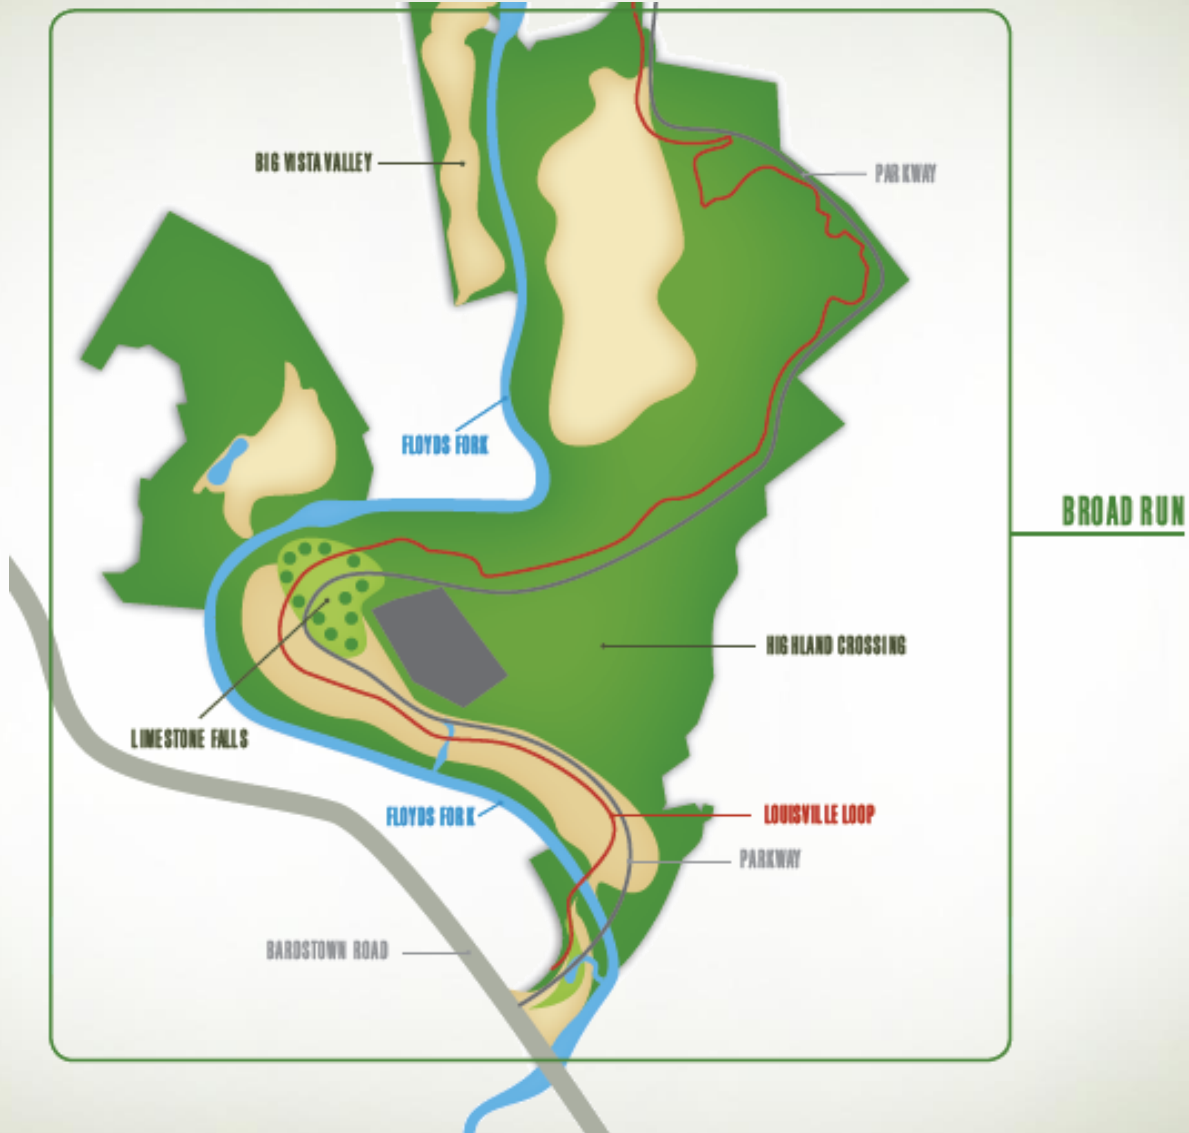 BIG VISTA VALLEY
PARKWAY
FLOYDS FORK
BROAD RUN
HIGHLAND CROSSING
LIMESTONE FALLS
FLOYDS FORK
LOUISVILLE LOOP
PARKWAY
BARDSTOWN ROAD